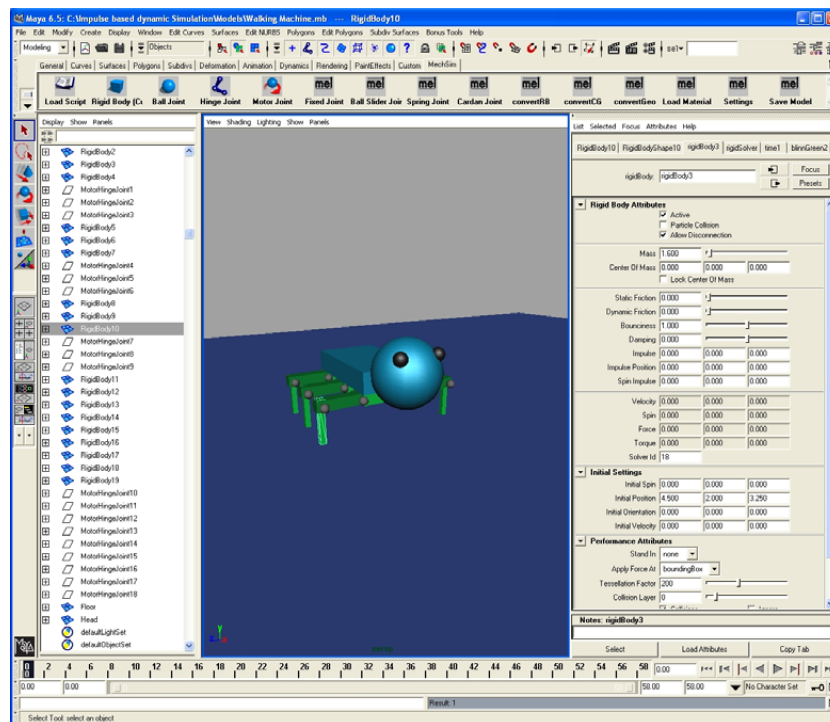 Maya 6.5: C:\Impulse based dynamic Simulation\Models\Walking Machine.mb --- RigidBody10
File Edit Modify Create Display Window Edit Curves Surfaces Edit NURBS Polygons Edit Polygons Subdiv Surfaces Bonus Tools Help
Modeling Objects sel
General Curves Surfaces Polygons Subdivs Deformation Animation Dynamics Rendering PaintEffects Custom MechSim
mel mel mel mel mel mel mel mel mel mel
Load Script Rigid Body (C Ball Joint Hinge Joint Motor Joint Fixed Joint Ball Slider Joir Spring Joint Cardan Joint convertRB convertCG convertGeo Load Material Settings Save Model
Display Show Panels
RigidBody2
RigidBody3
RigidBody4
MotorHingeJoint1
MotorHingeJoint2
MotorHingeJoint3
RigidBody5
RigidBody6
RigidBody7
MotorHingeJoint4
MotorHingeJoint5
MotorHingeJoint6
RigidBody8
RigidBody9
RigidBody10
MotorHingeJoint7
MotorHingeJoint8
MotorHingeJoint9
RigidBody11
RigidBody12
RigidBody13
RigidBody14
RigidBody15
RigidBody16
RigidBody17
RigidBody18
RigidBody19
MotorHingeJoint10
MotorHingeJoint11
MotorHingeJoint12
MotorHingeJoint13
MotorHingeJoint14
MotorHingeJoint15
MotorHingeJoint16
MotorHingeJoint17
MotorHingeJoint18
Floor
Head
defaultLightSet
defaultObjectSet
View Shading Lighting Show Panels
persp
List Selected Focus Attributes Help
RigidBody10 RigidBodyShape10 rigidBody3 rigidSolver time1 blinnGreen2
rigidBody: rigidBody3 Focus
Presets
Rigid Body Attributes
Active
Particle Collision
Allow Disconnection
Mass 1.600
Center Of Mass 0.000 0.000 0.000
Lock Center Of Mass
Static Friction 0.000
Dynamic Friction 0.000
Bounciness 1.000
Damping 0.000
Impulse 0.000 0.000 0.000
Impulse Position 0.000 0.000 0.000
Spin Impulse 0.000 0.000 0.000
Velocity 0.000 0.000 0.000
Spin 0.000 0.000 0.000
Force 0.000 0.000 0.000
Torque 0.000 0.000 0.000
Solver Id 18
Initial Settings
Initial Spin 0.000 0.000 0.000
Initial Position 4.500 2.000 3.250
Initial Orientation 0.000 0.000 0.000
Initial Velocity 0.000 0.000 0.000
Performance Attributes
Stand In none
Apply Force At boundingBox
Tessellation Factor 200
Collision Layer 0
Notes: rigidBody3
Select Load Attributes Copy Tab
0 2 4 6 8 10 12 14 16 18 20 22 24 26 28 30 32 34 36 38 40 42 44 46 48 50 52 54 56 58 0.00
0.00 0.00 58.00 58.00 No Character Set
Result: 1
Select Tool: select an object